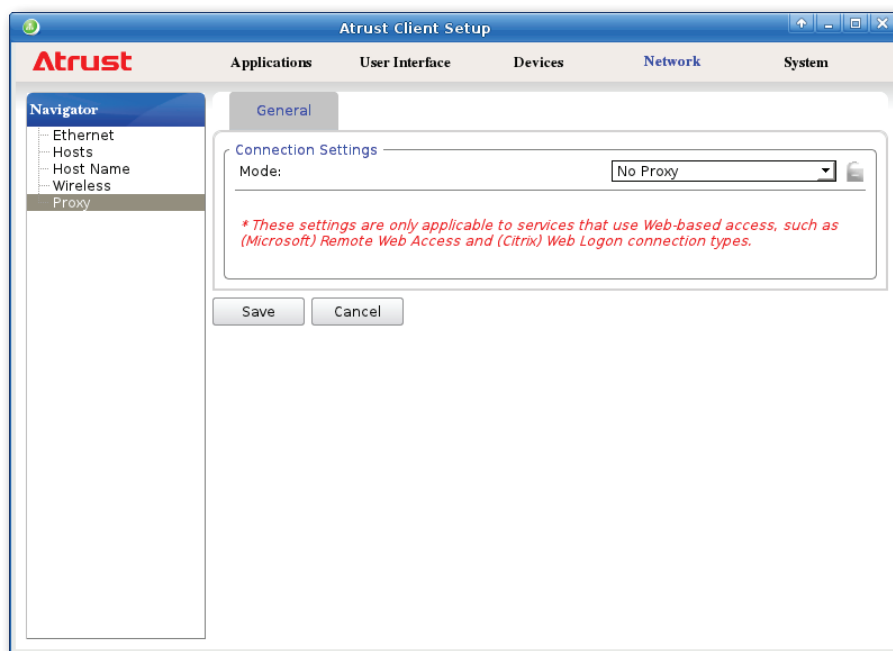 Atrust Client Setup
Atrust
Applications User Interface Devices Network System
Navigator
Ethernet
Hosts
Host Name
Wireless
Proxy
General
Connection Settings
Mode: No Proxy
* These settings are only applicable to services that use Web-based access, such as
(Microsoft) Remote Web Access and (Citrix) Web Logon connection types.
Save Cancel